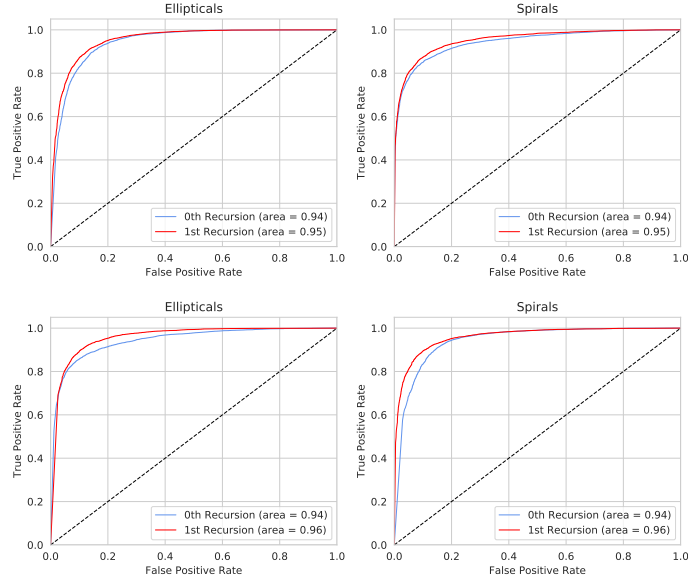 Ellipticals
1.0
0.8
0.6
0.4
0.2
0.0
True Positive Rate
0th Recursion (area = 0.94)
1st Recursion (area = 0.95)
0.0 0.2 0.4 0.6 0.8 1.0
False Positive Rate
Spirals
1.0
0.8
0.6
0.4
0.2
0.0
True Positive Rate
0th Recursion (area = 0.94)
1st Recursion (area = 0.95)
0.0 0.2 0.4 0.6 0.8 1.0
False Positive Rate
Ellipticals
1.0
0.8
0.6
0.4
0.2
0.0
True Positive Rate
0th Recursion (area = 0.94)
1st Recursion (area = 0.96)
0.0 0.2 0.4 0.6 0.8 1.0
False Positive Rate
Spirals
1.0
0.8
0.6
0.4
0.2
0.0
True Positive Rate
0th Recursion (area = 0.94)
1st Recursion (area = 0.96)
0.0 0.2 0.4 0.6 0.8 1.0
False Positive Rate